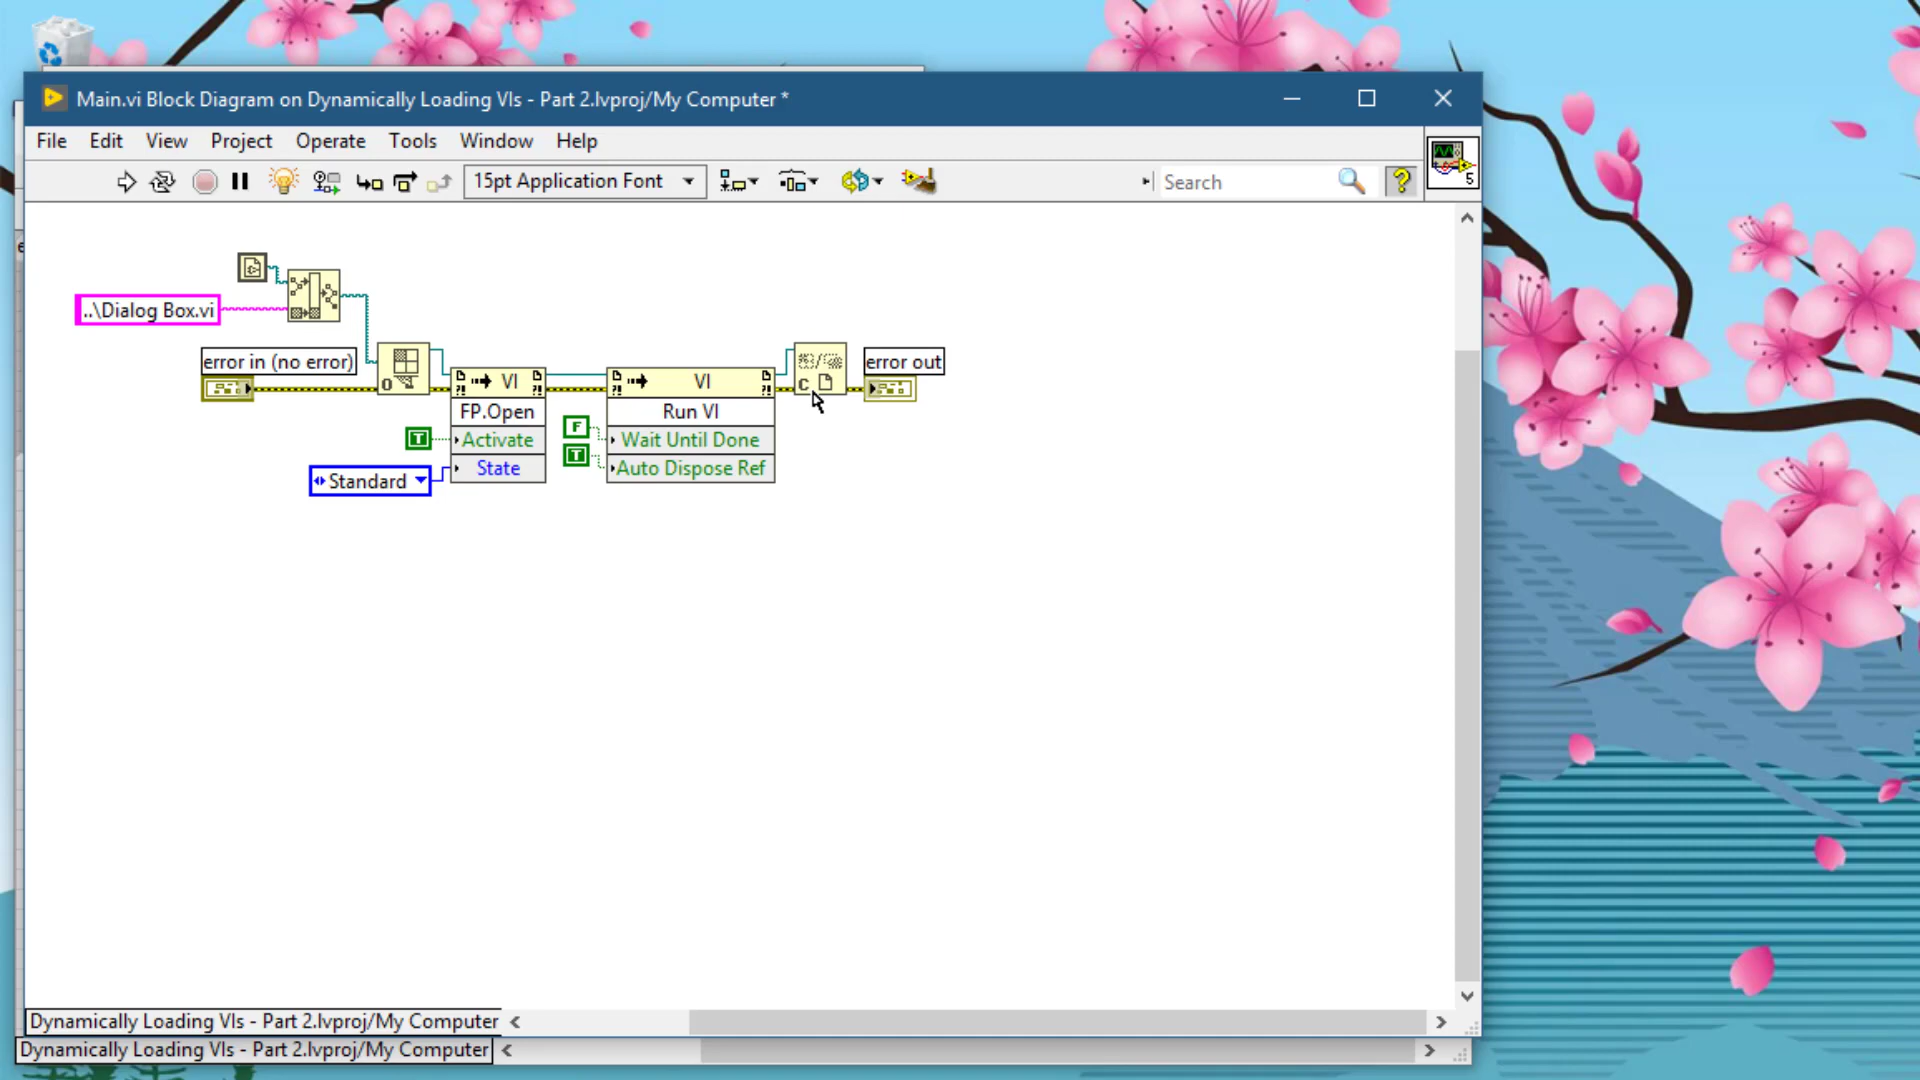 Main.vi Block Diagram on Dynamically Loading VIs - Part 2.lvproj/My Computer *
File Edit View Project Operate Tools Window Help
15pt Application Font
Search
5
..\Dialog Box.vi
error in (no error)
error out
VI
VI
C
O
FP.Open
Run VI
F
T
Activate
Wait Until Done
T
State
Auto Dispose Ref
Standard
Dynamically Loading VIs - Part 2.lvproj/My Computer
Dynamically Loading VIs - Part 2.lvproj/My Computer